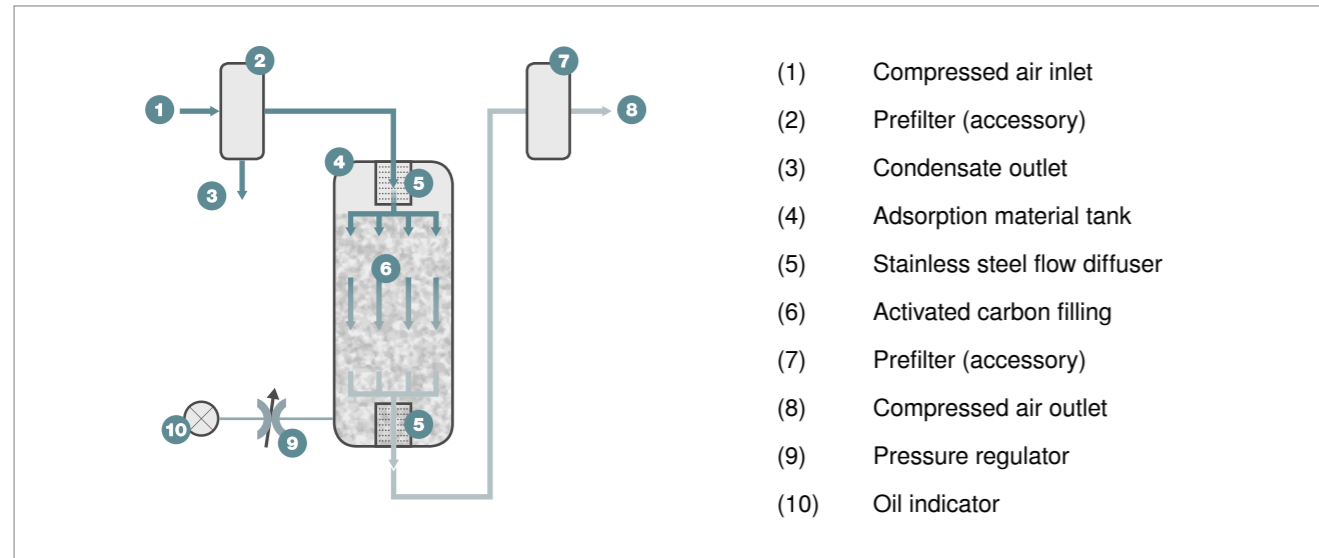 2
7
1
8
4
5
3
6
5
10
9
(1) Compressed air inlet
(2) Prefilter (accessory)
(3) Condensate outlet
(4) Adsorption material tank
(5) Stainless steel flow diffuser
(6) Activated carbon filling
(7) Prefilter (accessory)
(8) Compressed air outlet
(9) Pressure regulator
(10) Oil indicator